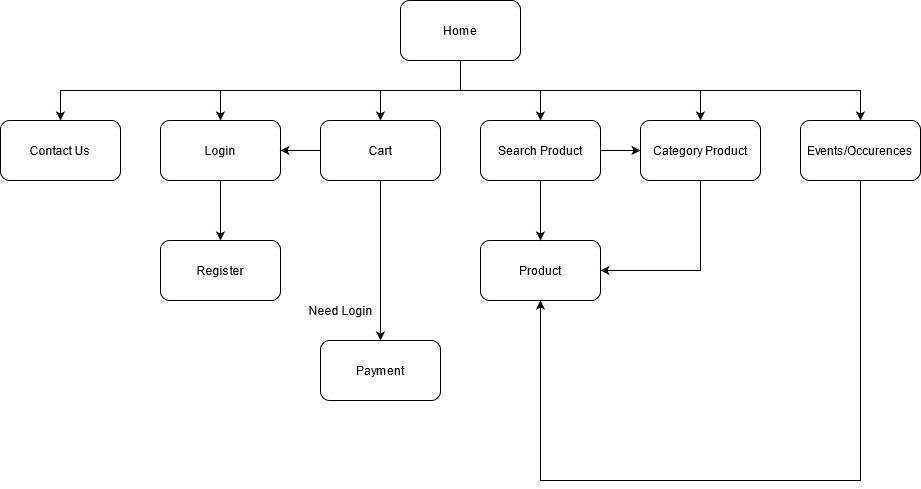 Home
Contact Us
Login
Cart
Search Product
Category Product
Events/Occurences
Register
Product
Need Login
Payment